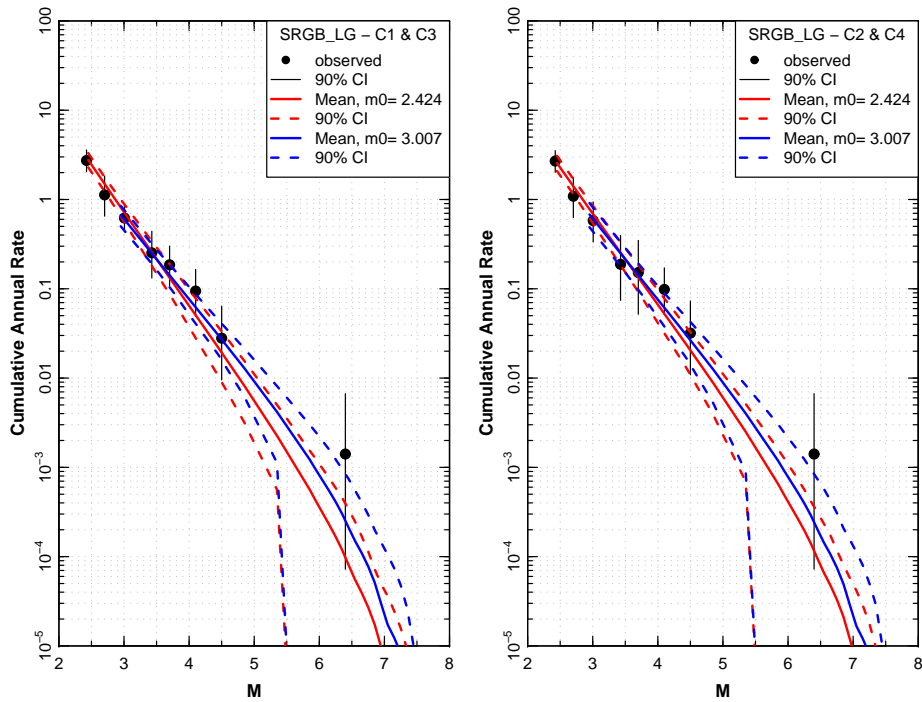 SRGB_LG − C1 & C3
observed
90% CI
Mean, m0= 2.424
90% CI
Mean, m0= 3.007
90% CI
Cumulative Annual Rate
100
10
1
0.1
0.01
10−3
10−4
10−5
2 3 4 5 6 7 8
M
SRGB_LG − C2 & C4
observed
90% CI
Mean, m0= 2.424
90% CI
Mean, m0= 3.007
90% CI
Cumulative Annual Rate
100
10
1
0.1
0.01
10−3
10−4
10−5
2 3 4 5 6 7 8
M